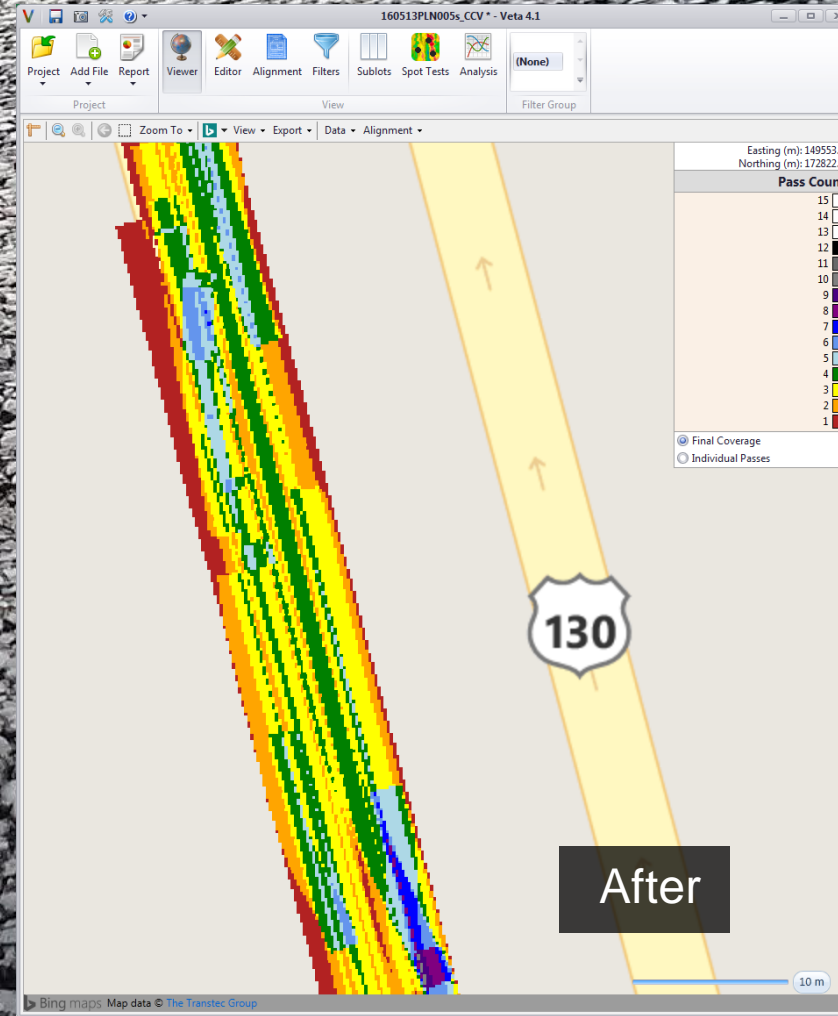 160513PLN005s_CCV * - Veta 4.1
Project Add File Report Viewer Editor Alignment Filters Sublots Spot Tests Analysis
(None)
Project View Filter Group
Zoom To View Export Data Alignment
Easting (m): 149553.
Northing (m): 172822.
Pass Coun
15
14
13
12
11
10
9
8
7
6
5
4
3
2
1
Final Coverage
Individual Passes
130
After
10 m
Bing maps Map data © The Transtec Group